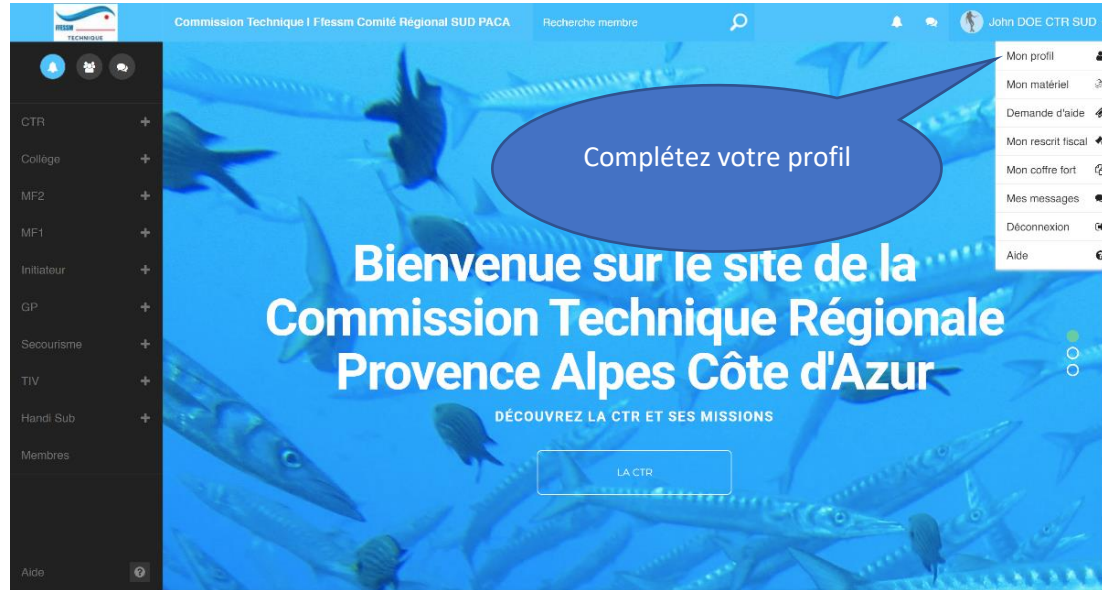 FFESSM
TECHNIQUE
Commission Technique I Ffessm Comité Régional SUD PACA
Recherche membre
John DOE CTR SUD
Mon profil
Mon matériel
Demande d'aide
Mon rescrit fiscal
Mon coffre fort
Mes messages
Déconnexion
Aide
CTR
Collège
MF2
MF1
Initiateur
GP
Secourisme
TIV
Handi Sub
Membres
Aide
Complétez votre profil
Bienvenue sur le site de la
Commission Technique Régionale
Provence Alpes Côte d'Azur
DÉCOUVREZ LA CTR ET SES MISSIONS
LA CTR